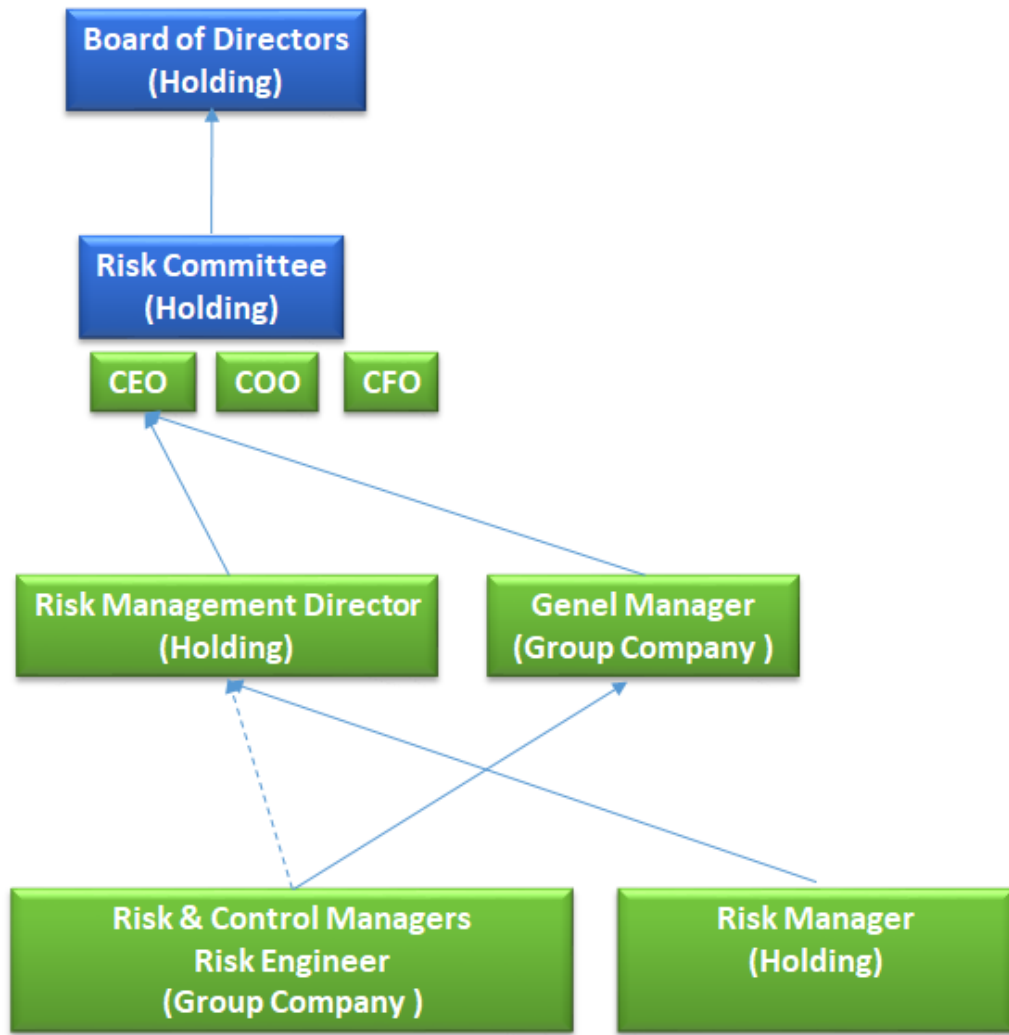 Board of Directors
(Holding)
Risk Committee
(Holding)
CEO
COO
CFO
Risk Management Director
(Holding)
Genel Manager
(Group Company )
Risk & Control Managers
Risk Engineer
(Group Company )
Risk Manager
(Holding)